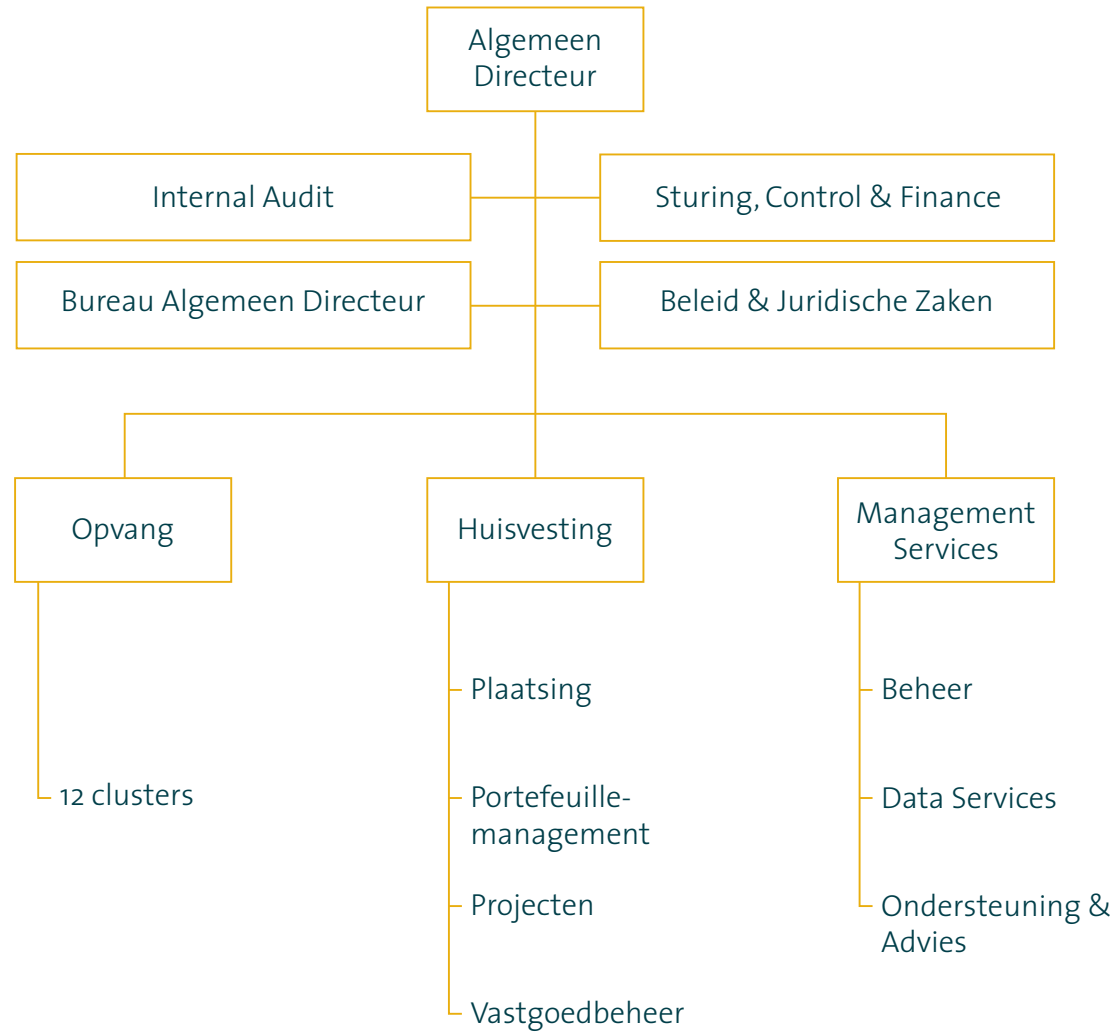 Algemeen
Directeur
Internal Audit
Sturing, Control & Finance
Bureau Algemeen Directeur
Beleid & Juridische Zaken
Opvang
Huisvesting
Management
Services
12 clusters
Plaatsing
Portefeuille-
management
Projecten
Vastgoedbeheer
Beheer
Data Services
Ondersteuning &
Advies